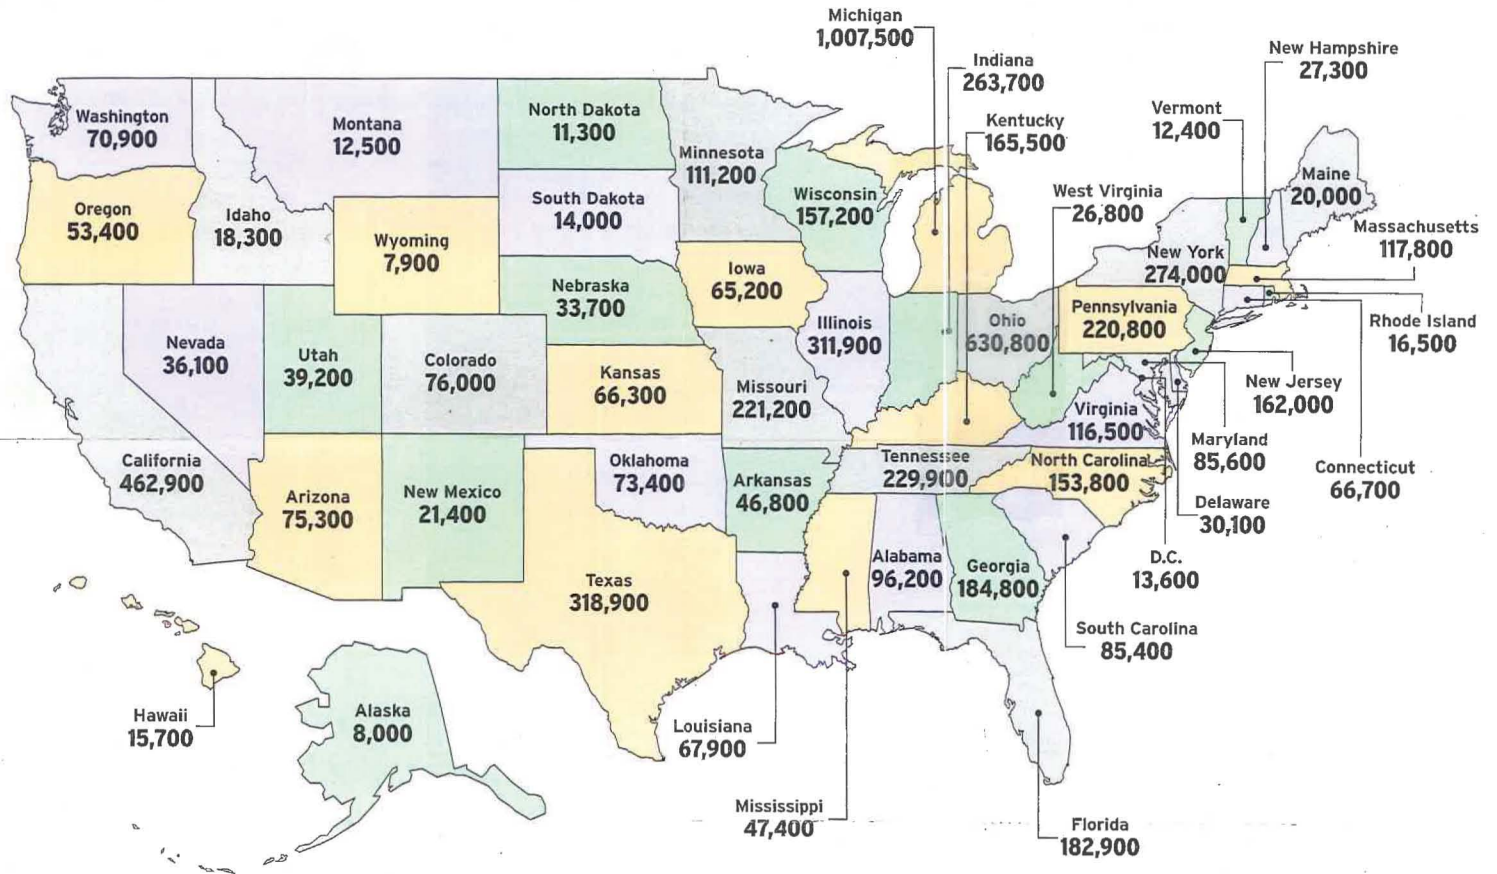 Michigan
1,007,500
Indiana
263,700
New Hampshire
27,300
Kentucky
165,500
Vermont
12,400
Washington
70,900
Montana
12,500
North Dakota
11,300
Minnesota
111,200
Wisconsin
157,200
West Virginia
26,800
Maine
20,000
Massachusetts
117,800
Oregon
53,400
Idaho
18,300
South Dakota
14,000
Wyoming
7,900
New York
274,000
Iowa
65,200
Nebraska
33,700
Pennsylvania
220,800
Rhode Island
16,500
Nevada
36,100
Utah
39,200
Colorado
76,000
Kansas
66,300
Missouri
221,200
Illinois
311,900
Ohio
630,800
New Jersey
162,000
Virginia
116,500
Maryland
85,600
Connecticut
66,700
California
462,900
Arizona
75,300
New Mexico
21,400
Oklahoma
73,400
Arkansas
46,800
Tennessee
229,900
North Carolina
153,800
Delaware
30,100
Texas
318,900
Alabama
96,200
Georgia
184,800
D.C.
13,600
South Carolina
85,400
Hawaii
15,700
Alaska
8,000
Louisiana
67,900
Mississippi
47,400
Florida
182,900